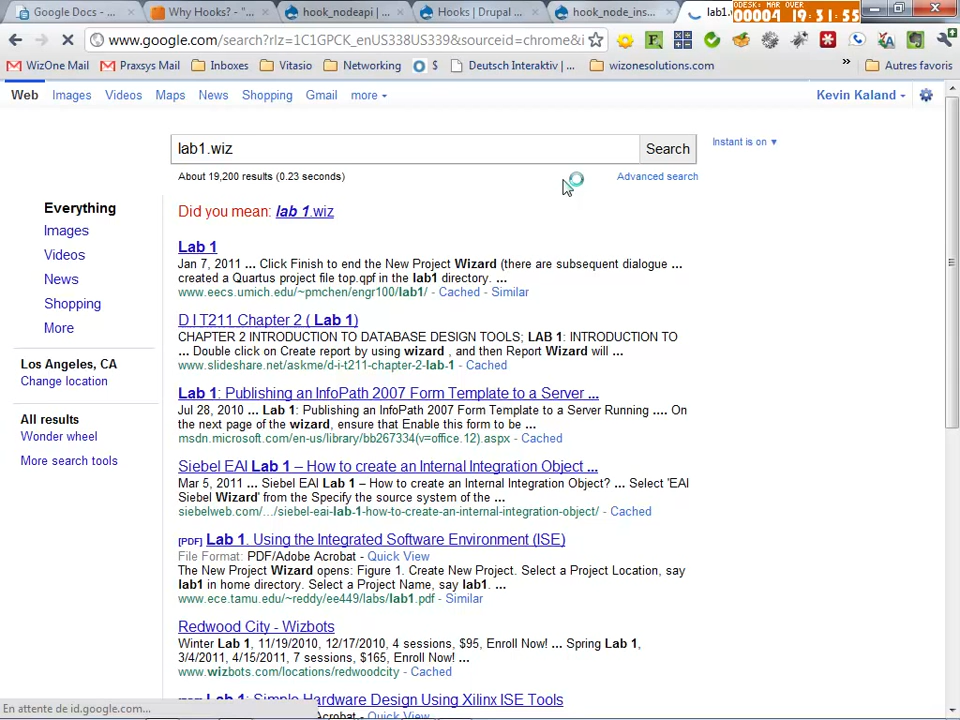 Google Docs -
Why Hooks? - "
hook_nodeapi |
Hooks | Drupal
hook_node_ins
lab1.
ODESK: MAR OVER
00004 19:31:55
www.google.com/search?rlz=1C1GPCK_enUS338US339&sourceid=chrome&i
WizOne Mail
Praxsys Mail
Inboxes
Vitasio
Networking
$
Deutsch Interaktiv |...
wizonesolutions.com
»
Autres favoris
Web Images Videos Maps News Shopping Gmail more
Kevin Kaland
lab1.wiz
Search
Instant is on
About 19,200 results (0.23 seconds)
Advanced search
Everything
Images
Videos
News
Shopping
More
Los Angeles, CA
Change location
All results
Wonder wheel
More search tools
Did you mean: lab 1.wiz
Lab 1
Jan 7, 2011 ... Click Finish to end the New Project Wizard (there are subsequent dialogue ...
created a Quartus project file top.qpf in the lab1 directory. ...
www.eecs.umich.edu/~pmchen/engr100/lab1/ - Cached - Similar
D I T211 Chapter 2 ( Lab 1)
CHAPTER 2 INTRODUCTION TO DATABASE DESIGN TOOLS; LAB 1: INTRODUCTION TO
... Double click on Create report by using wizard , and then Report Wizard will ...
www.slideshare.net/askme/d-i-t211-chapter-2-lab-1 - Cached
Lab 1: Publishing an InfoPath 2007 Form Template to a Server ...
Jul 28, 2010 ... Lab 1: Publishing an InfoPath 2007 Form Template to a Server Running .... On
the next page of the wizard, ensure that Enable this form to be ...
msdn.microsoft.com/en-us/library/bb267334(v=office.12).aspx - Cached
Siebel EAI Lab 1 – How to create an Internal Integration Object ...
Mar 5, 2011 ... Siebel EAI Lab 1 – How to create an Internal Integration Object? ... Select 'EAI
Siebel Wizard' from the Specify the source system of the ...
siebelweb.com/.../siebel-eai-lab-1-how-to-create-an-internal-integration-object/ - Cached
[PDF] Lab 1. Using the Integrated Software Environment (ISE)
File Format: PDF/Adobe Acrobat - Quick View
The New Project Wizard opens: Figure 1. Create New Project. Select a Project Location, say
lab1 in home directory. Select a Project Name, say lab1. ...
www.ece.tamu.edu/~reddy/ee449/labs/lab1.pdf - Similar
Redwood City - Wizbots
Winter Lab 1, 11/19/2010, 12/17/2010, 4 sessions, $95, Enroll Now! ... Spring Lab 1,
3/4/2011, 4/15/2011, 7 sessions, $165, Enroll Now! ...
www.wizbots.com/locations/redwoodcity - Cached
[PDF] Lab 1: Simple Hardware Design Using Xilinx ISE Tools
File Format: PDF/Adobe Acrobat - Quick View
En attente de id.google.com...